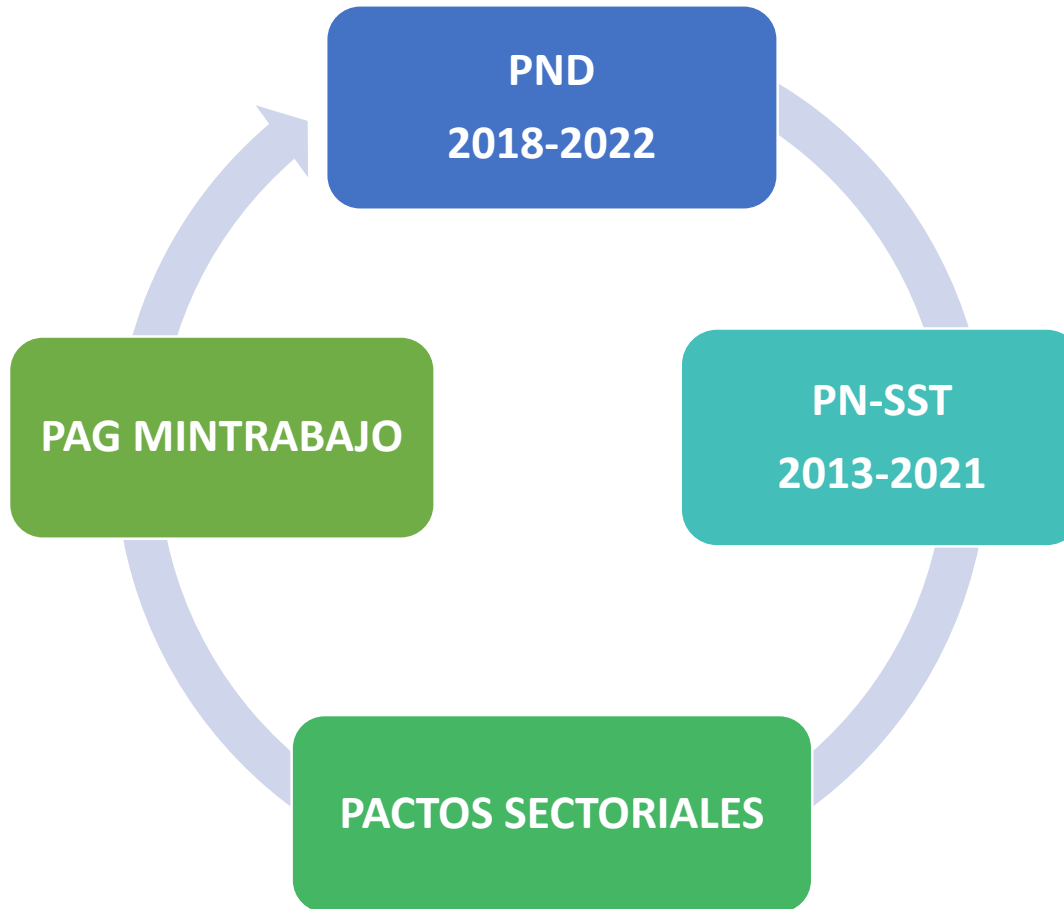 PND
2018-2022
PN-SST
2013-2021
PACTOS SECTORIALES
PAG MINTRABAJO